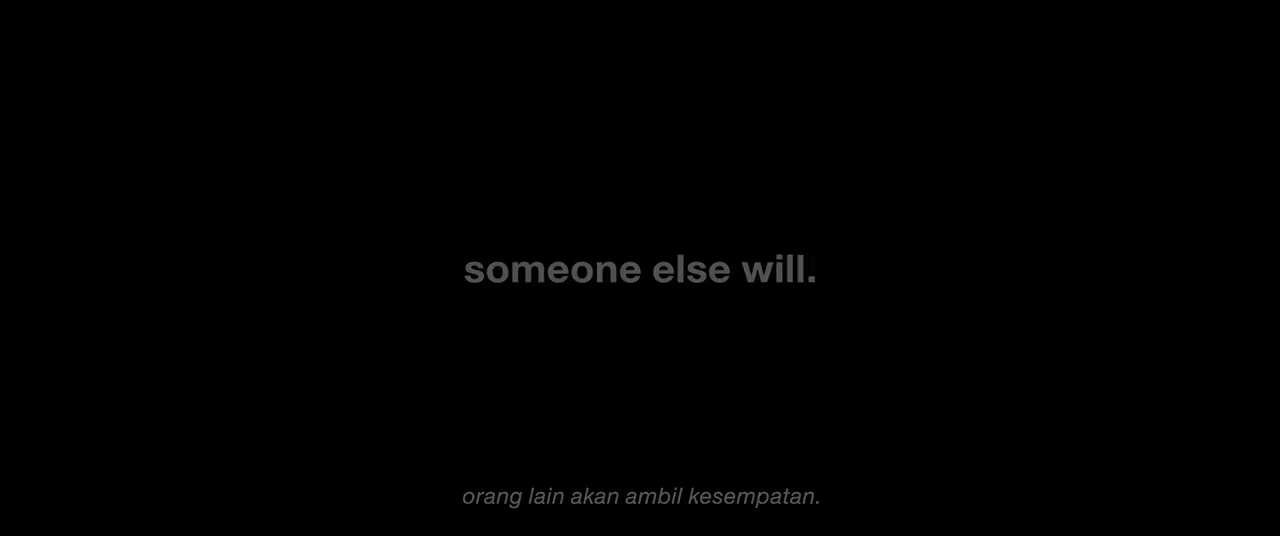 someone else will.
orang lain akan ambil kesempatan.